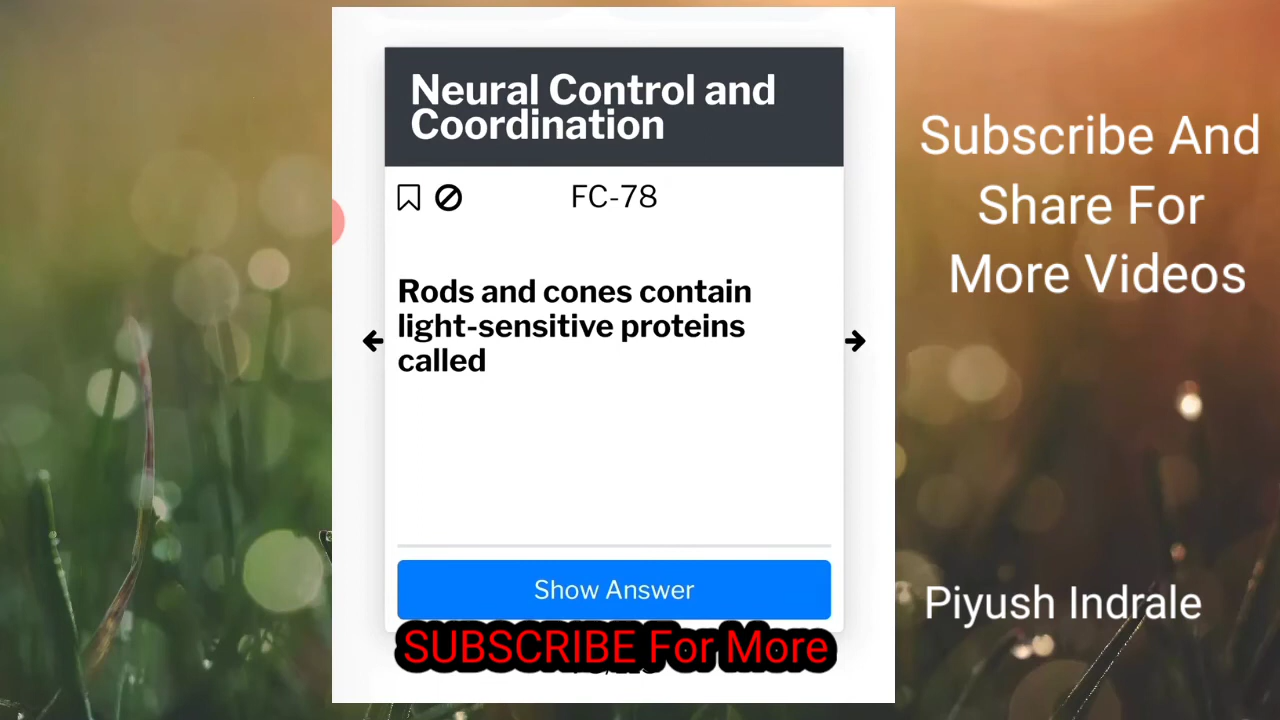 Neural Control and
Coordination
FC-78
Rods and cones contain
light-sensitive proteins
called
Show Answer
SUBSCRIBE For More
Subscribe And
Share For
More Videos
Piyush Indrale